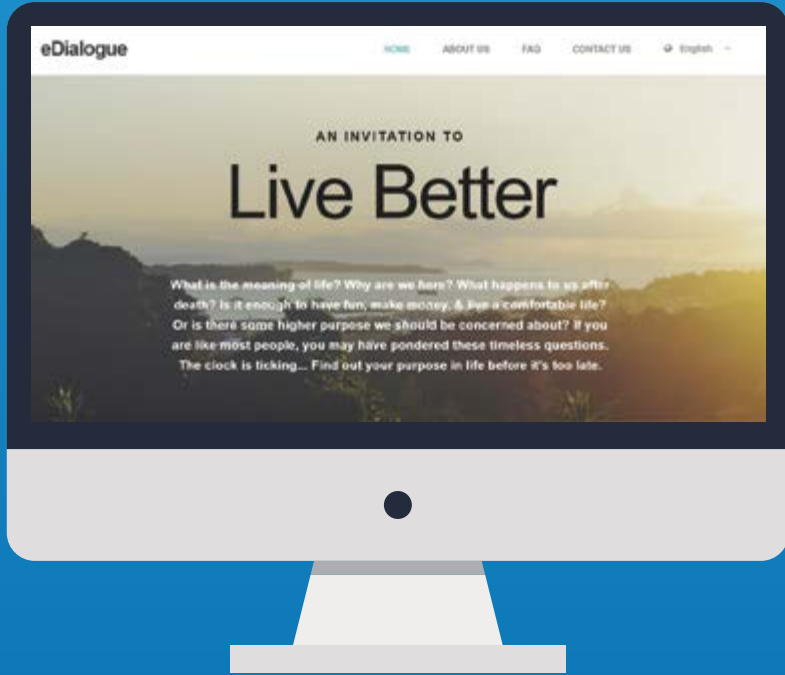 eDialogue
HOME ABOUT US FAQ CONTACT US English
AN INVITATION TO
Live Better
What is the meaning of life? Why are we here? What happens to us after
death? Is it enough to have fun, make money, & live a comfortable life?
Or is there some higher purpose we should be concerned about? If you
are like most people, you may have pondered these timeless questions.
The clock is ticking... Find out your purpose in life before it's too late.